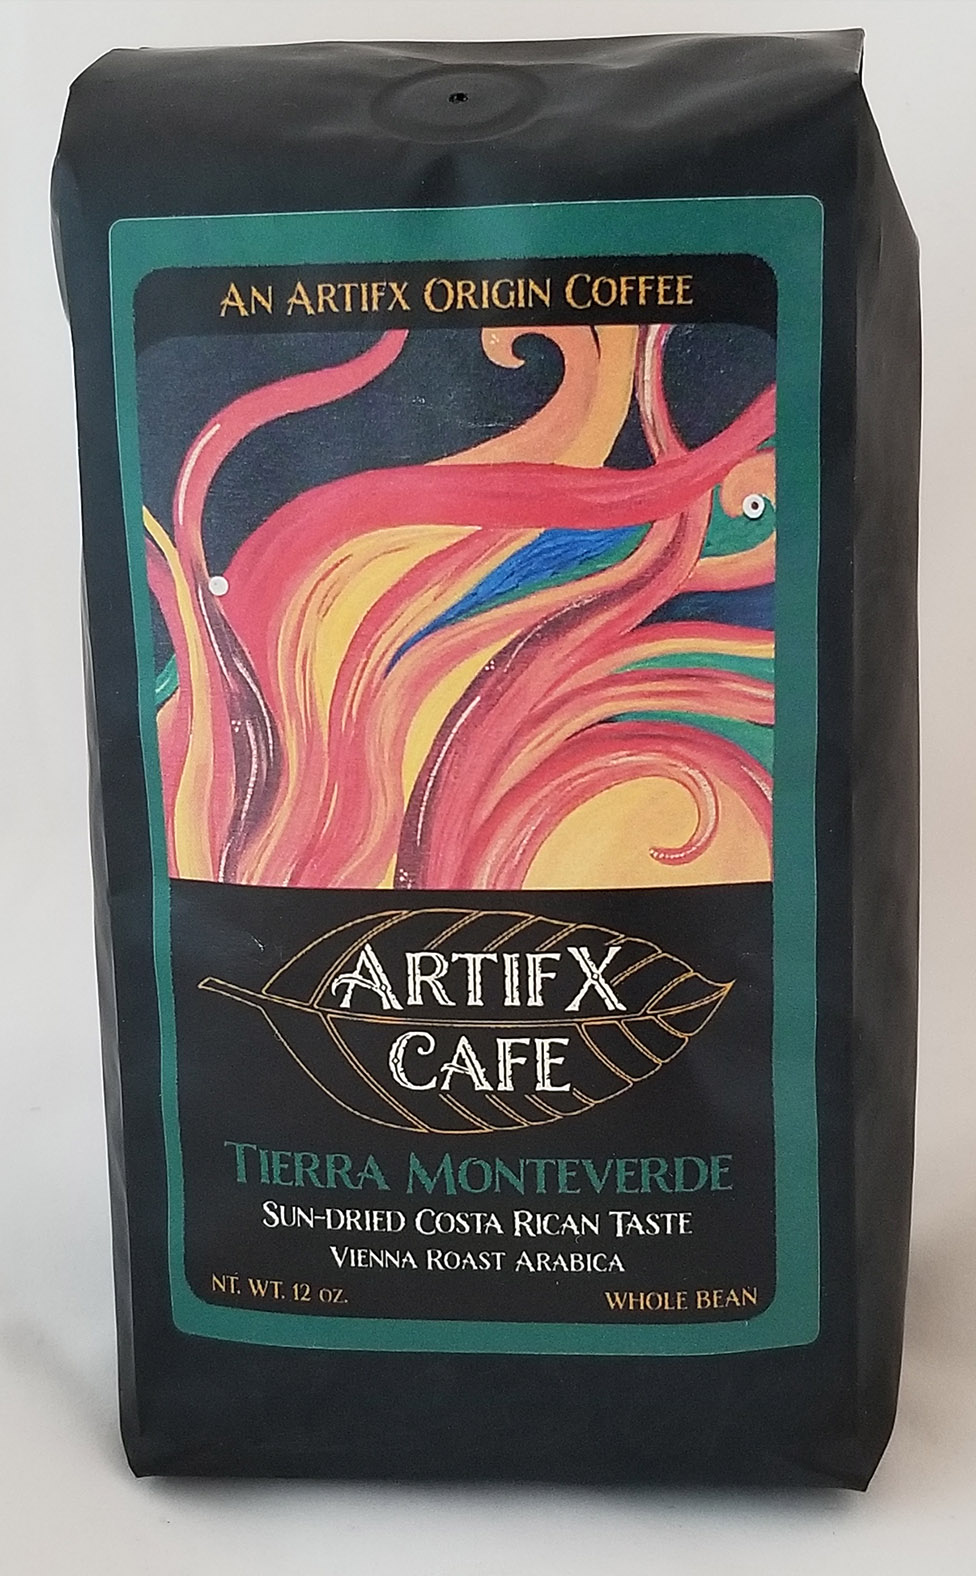 An Artifx Origin Coffee
Artifx
Cafe
Tierra Monteverde
Sun-dried Costa Rican Taste
Vienna Roast Arabica
NT. WT. 12 oz.
WHOLE BEAN